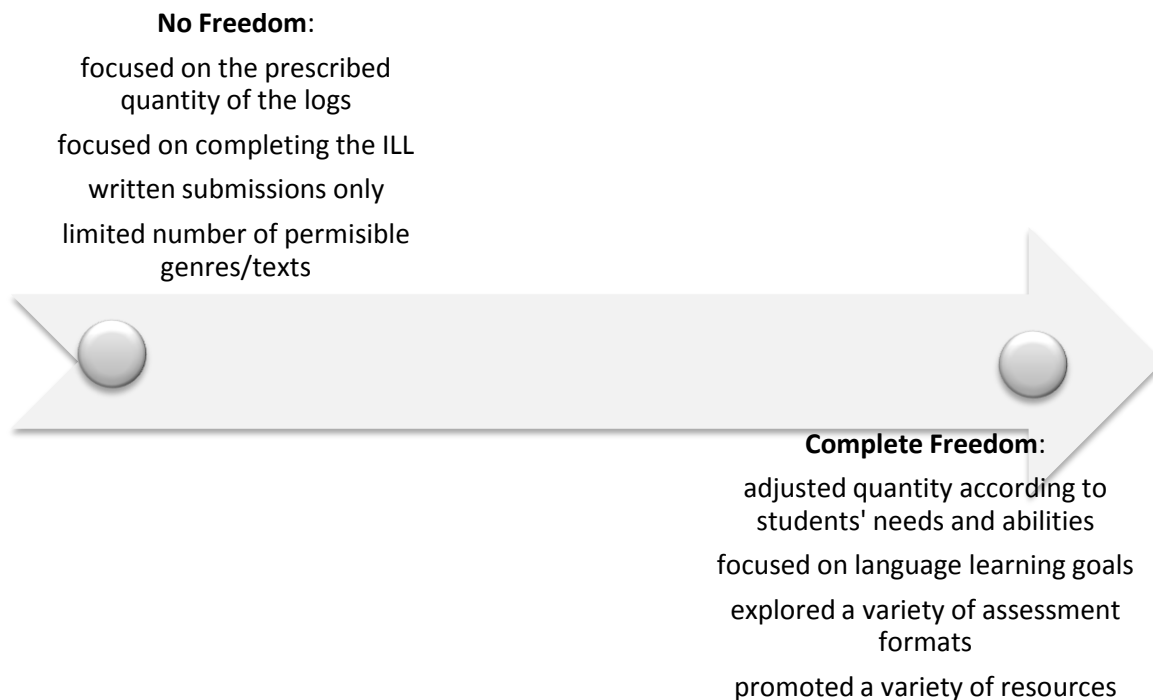 No Freedom:
focused on the prescribed
quantity of the logs
focused on completing the ILL
written submissions only
limited number of permisible
genres/texts
Complete Freedom:
adjusted quantity according to
students' needs and abilities
focused on language learning goals
explored a variety of assessment
formats
promoted a variety of resources